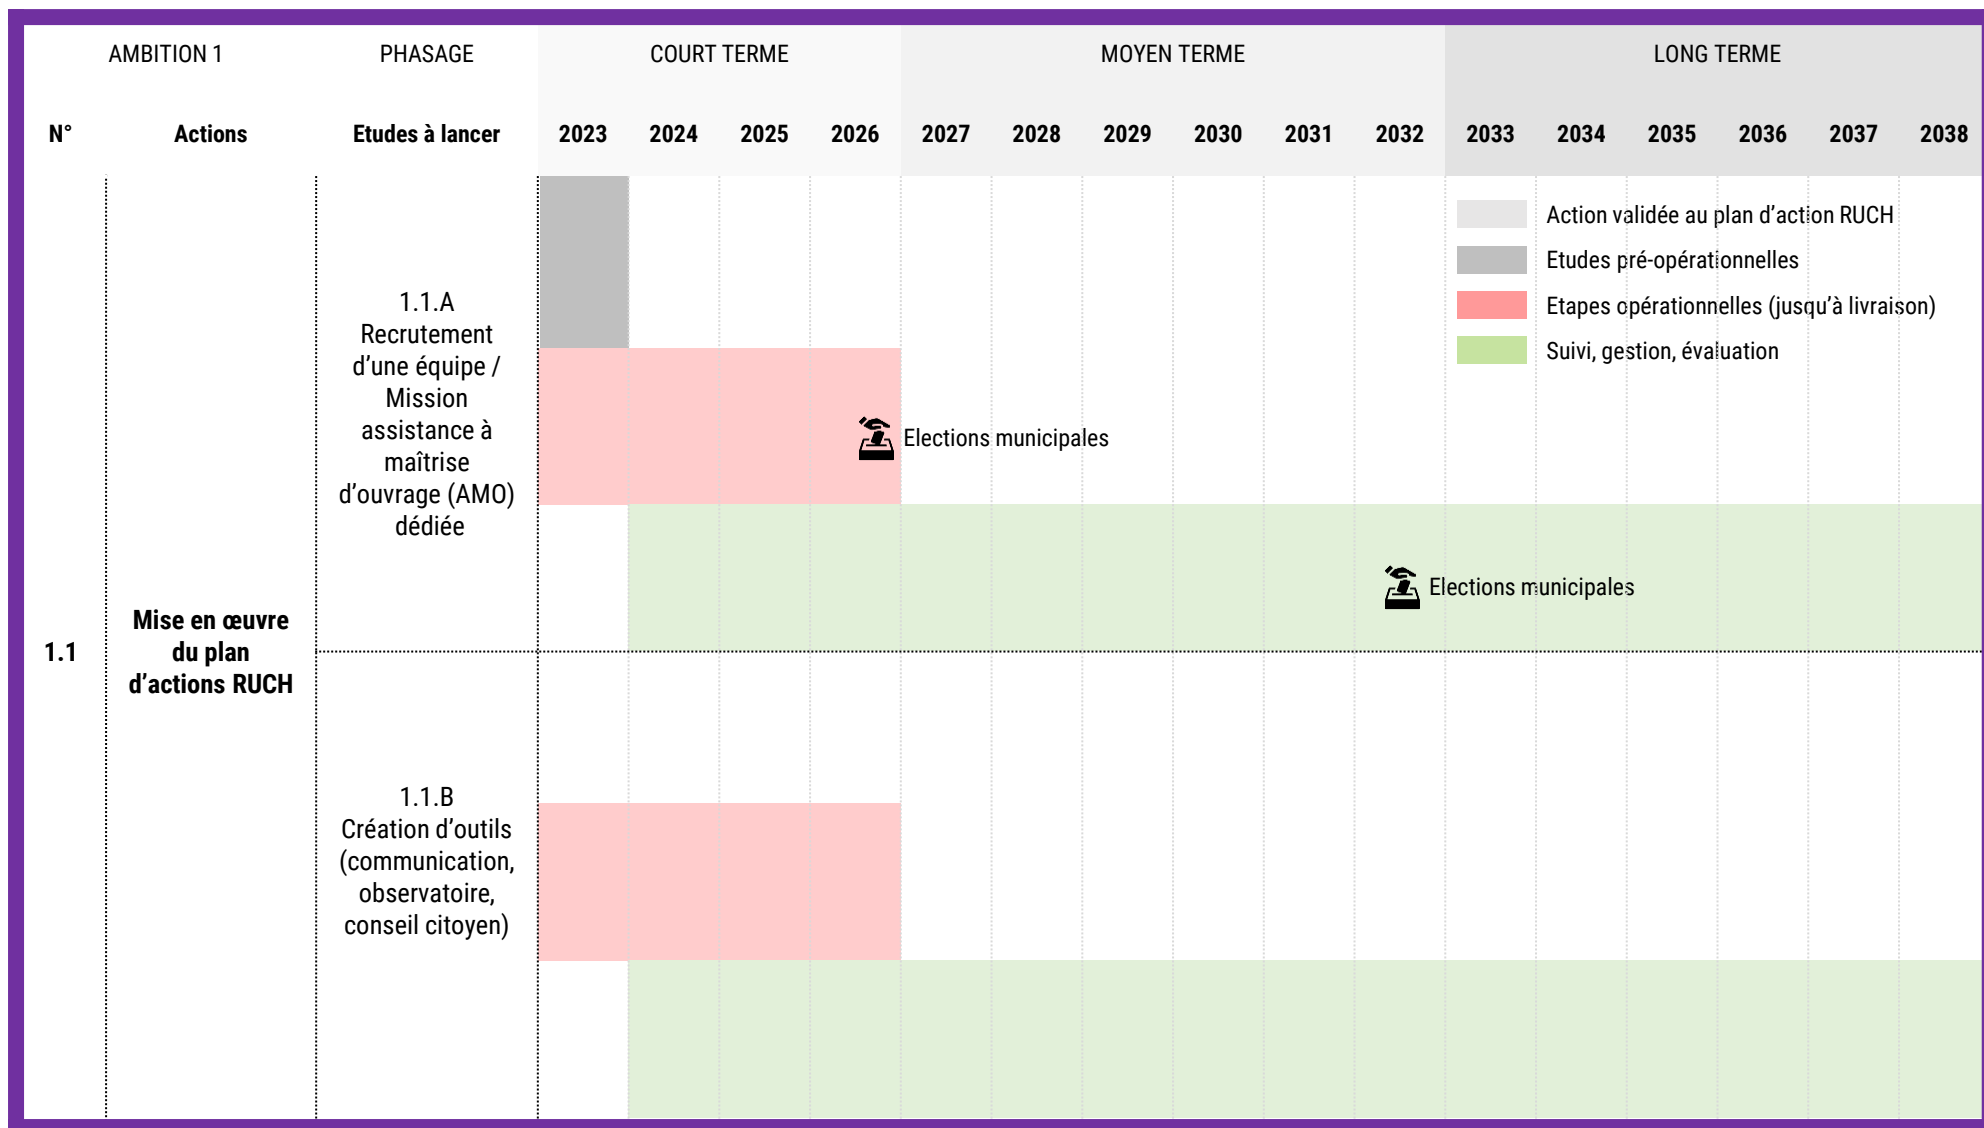 AMBITION 1
PHASAGE
COURT TERME
MOYEN TERME
LONG TERME
N°
Actions
Etudes à lancer
2023
2024
2025
2026
2027
2028
2029
2030
2031
2032
2033
2034
2035
2036
2037
2038
Action validée au plan d’action RUCH
Etudes pré-opérationnelles
Etapes opérationnelles (jusqu’à livraison)
Suivi, gestion, évaluation
1.1
Mise en œuvre
du plan
d’actions RUCH
1.1.A
Recrutement
d’une équipe /
Mission
assistance à
maîtrise
d’ouvrage (AMO)
dédiée
Elections municipales
Elections municipales
1.1.B
Création d’outils
(communication,
observatoire,
conseil citoyen)